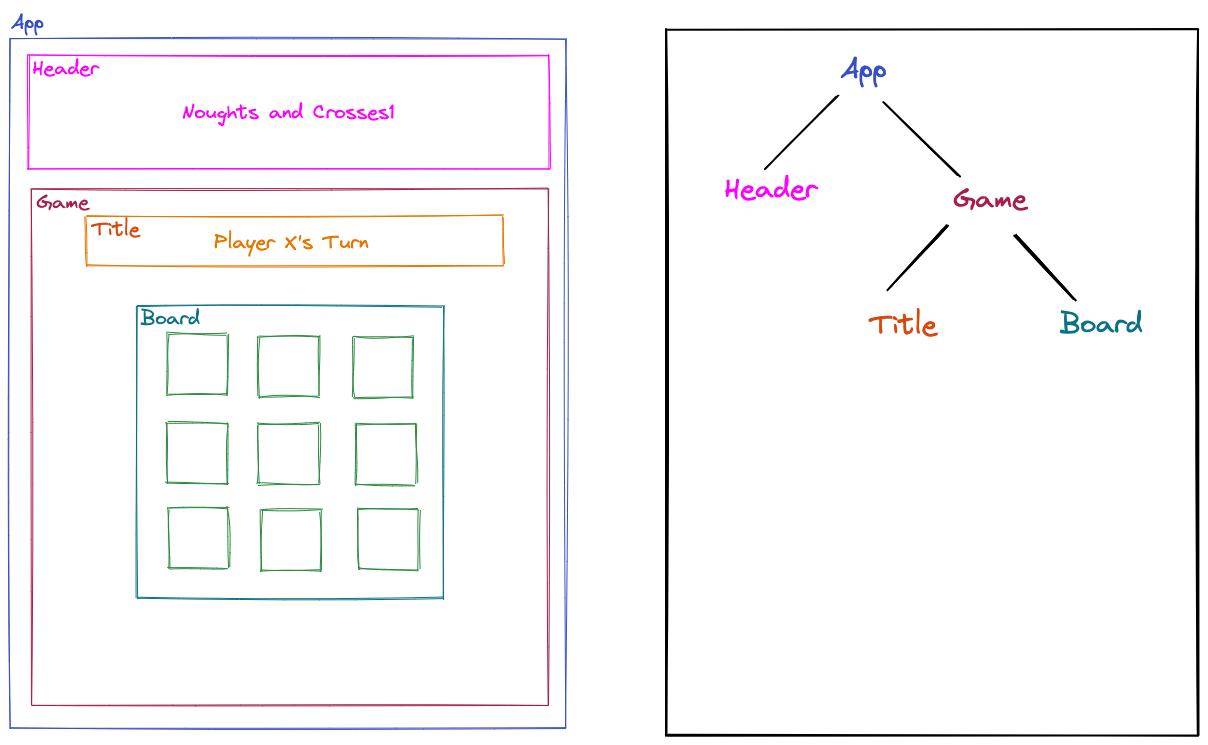 App
Header
Noughts and Crosses1
Game
Title
Player X's Turn
Board
App
Header
Game
Title
Board